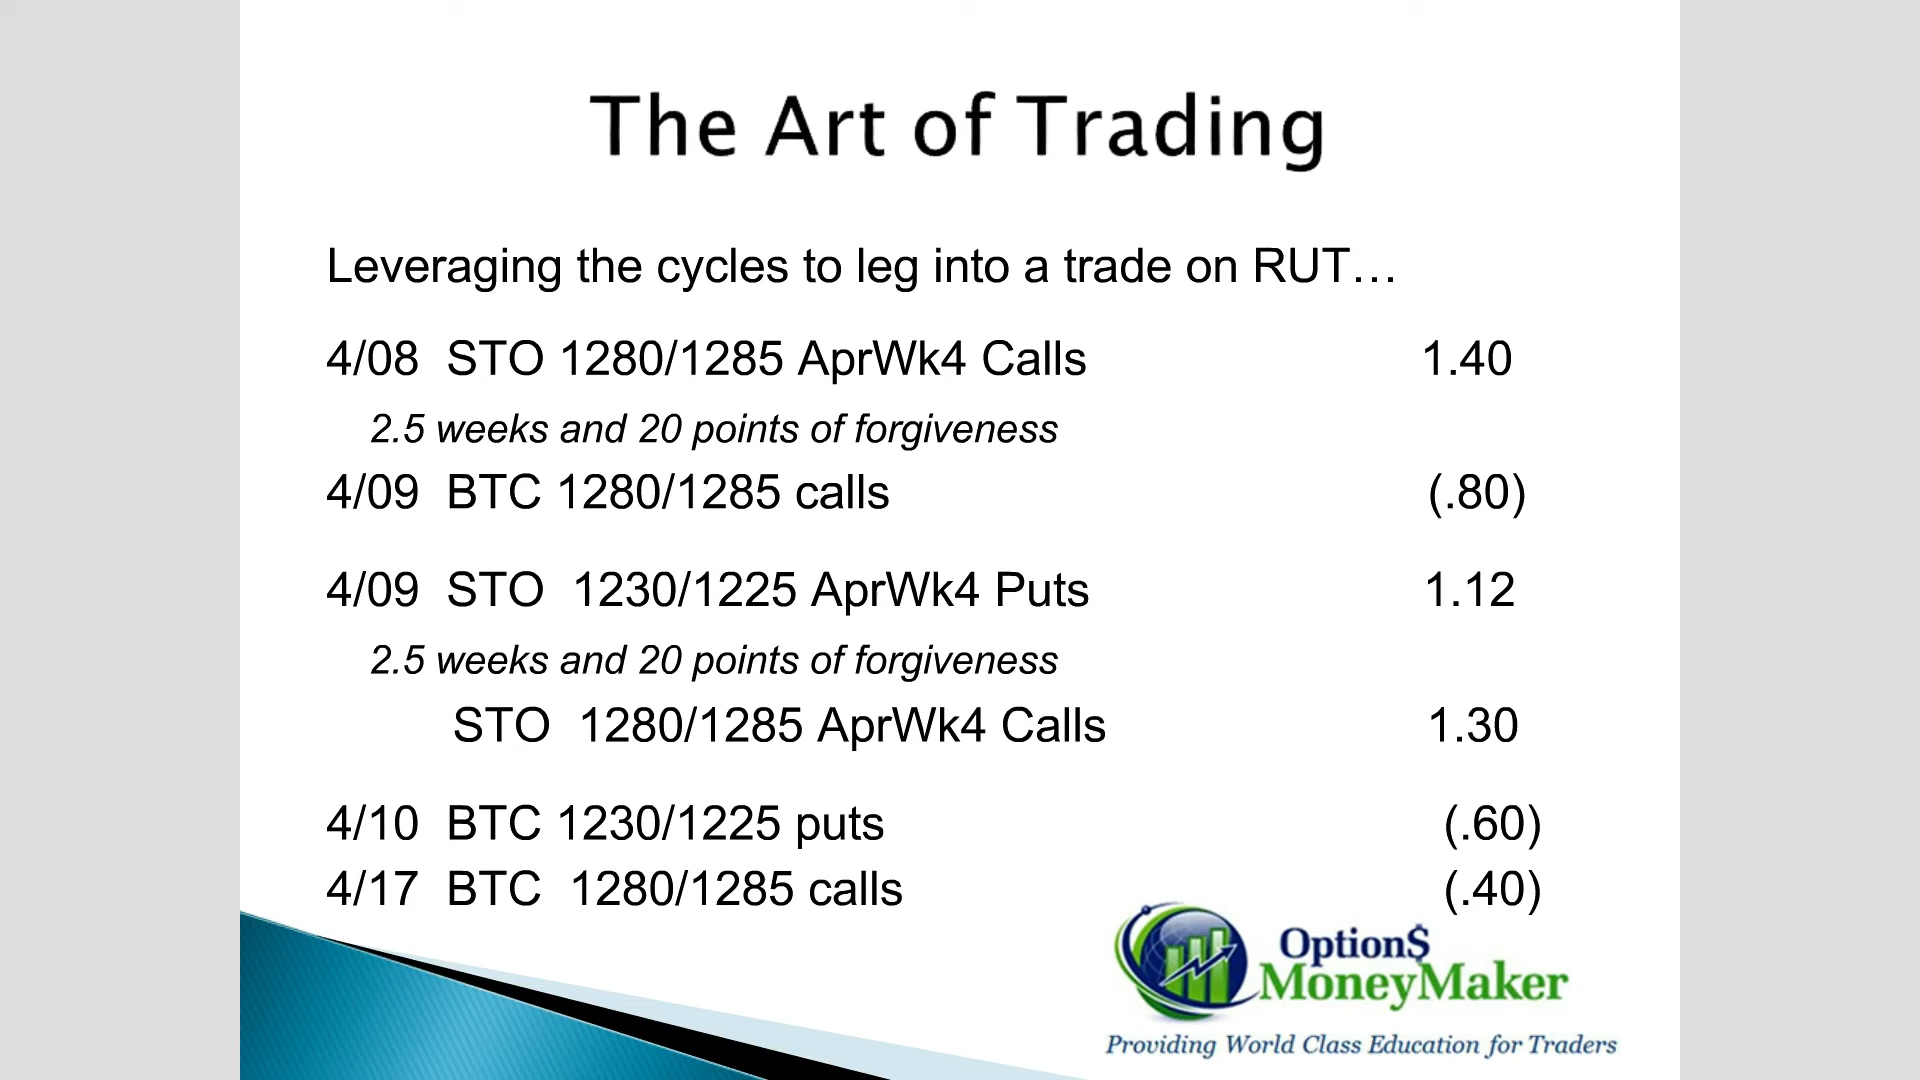 The Art of Trading
Leveraging the cycles to leg into a trade on RUT…
4/08 STO 1280/1285 AprWk4 Calls 1.40
2.5 weeks and 20 points of forgiveness
4/09 BTC 1280/1285 calls (.80)
4/09 STO 1230/1225 AprWk4 Puts 1.12
2.5 weeks and 20 points of forgiveness
STO 1280/1285 AprWk4 Calls 1.30
4/10 BTC 1230/1225 puts (.60)
4/17 BTC 1280/1285 calls (.40)
Option$
MoneyMaker
Providing World Class Education for Traders